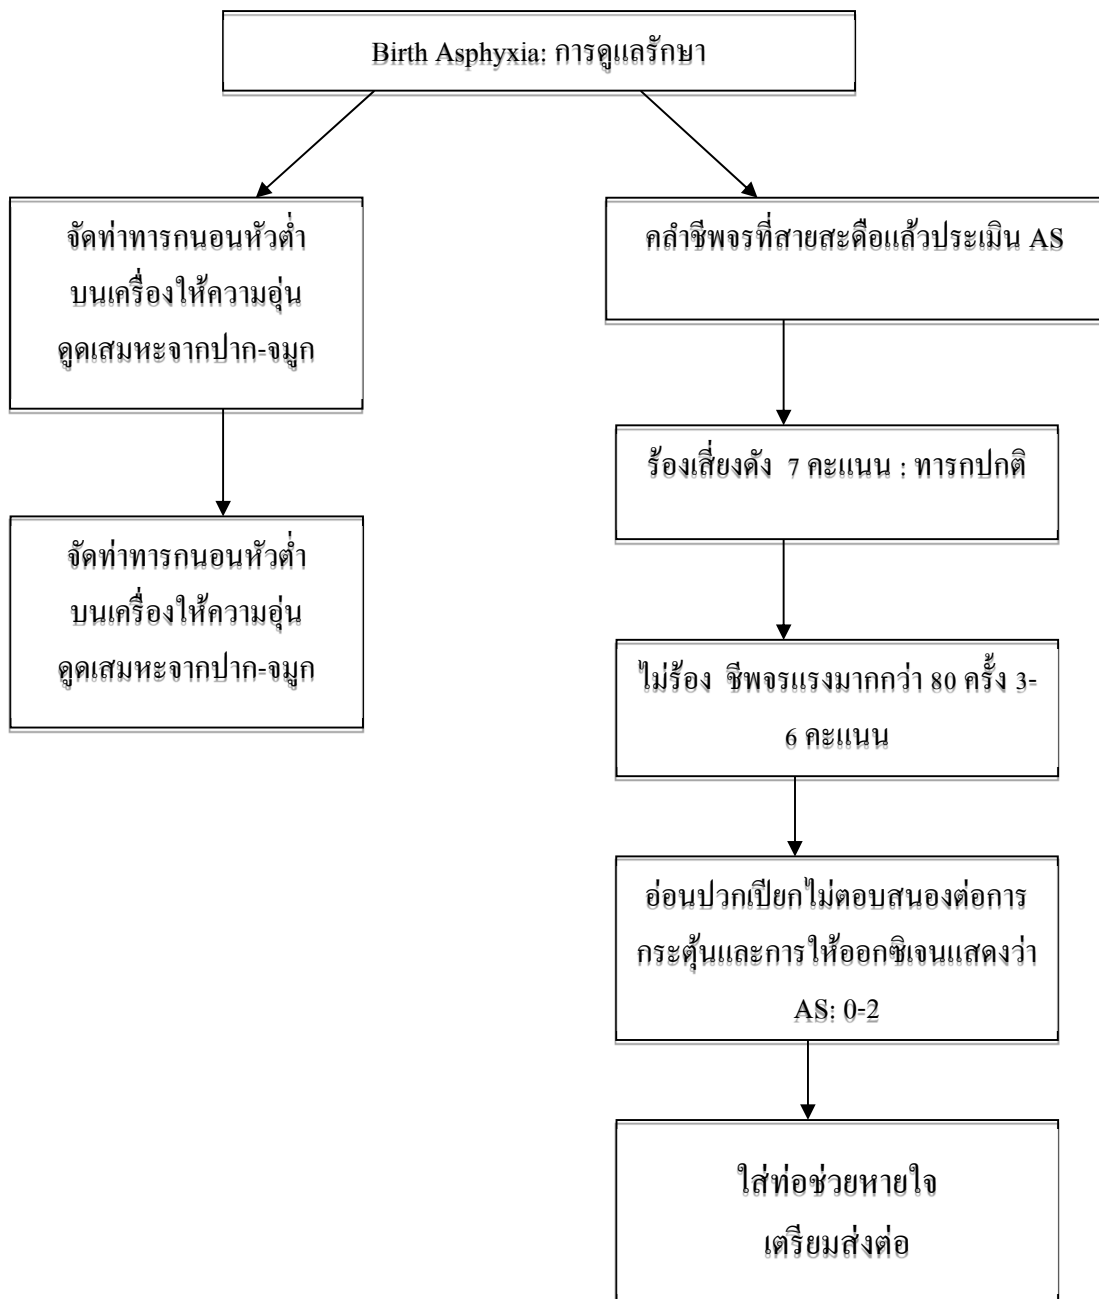 Birth Asphyxia: การดูแลรักษา
จัดท่าทารกนอนหัวต่ำ
บนเครื่องให้ความอุ่น
ดูดเสมหะจากปาก-จมูก
จัดท่าทารกนอนหัวต่ำ
บนเครื่องให้ความอุ่น
ดูดเสมหะจากปาก-จมูก
คลำชีพจรที่สายสะดือแล้วประเมิน AS
ร้องเสี่ยงดัง 7 คะแนน : ทารกปกติ
ไม่ร้อง ชีพจรแรงมากกว่า 80 ครั้ง 3-
6 คะแนน
อ่อนปวกเปียกไม่ตอบสนองต่อการ
กระตุ้นและการให้ออกซิเจนแสดงว่า
AS: 0-2
ใส่ท่อช่วยหายใจ
เตรียมส่งต่อ